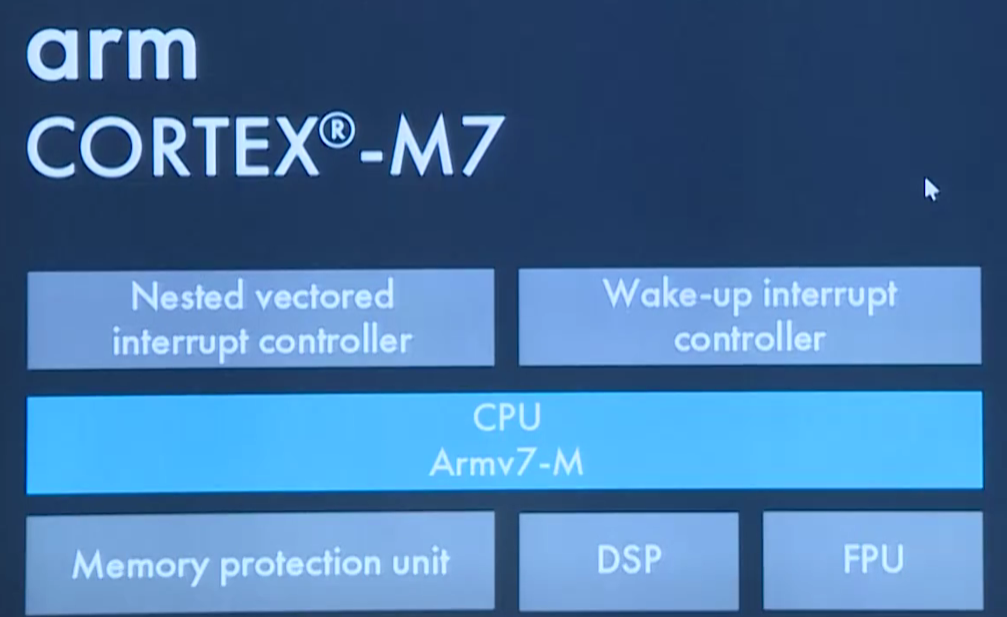 arm
CORTEX®-M7
Nested vectored
interrupt controller
Wake-up interrupt
controller
CPU
Armv7-M
Memory protection unit
DSP
FPU